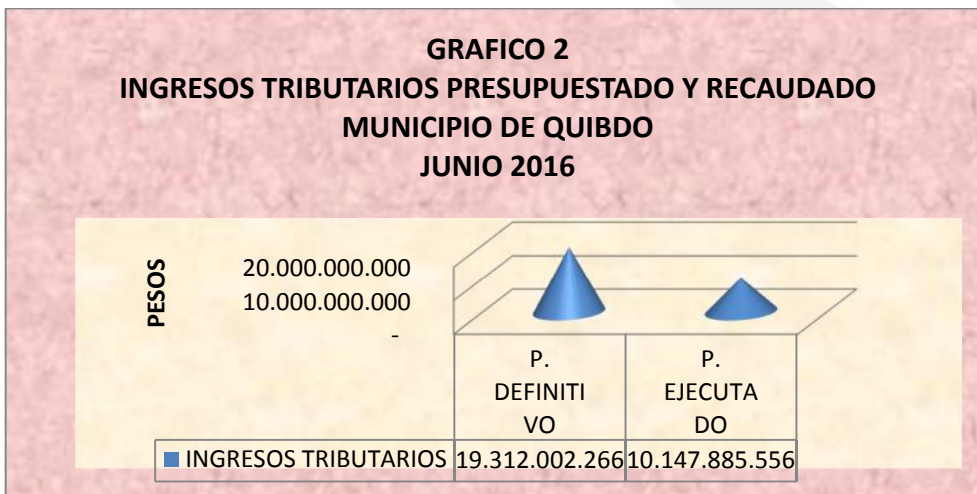 GRAFICO 2
INGRESOS TRIBUTARIOS PRESUPUESTADO Y RECAUDADO
MUNICIPIO DE QUIBDO
JUNIO 2016
PESOS
20.000.000.000
10.000.000.000
-
P.
DEFINITI
VO
P.
EJECUTA
DO
INGRESOS TRIBUTARIOS 19.312.002.266 10.147.885.556